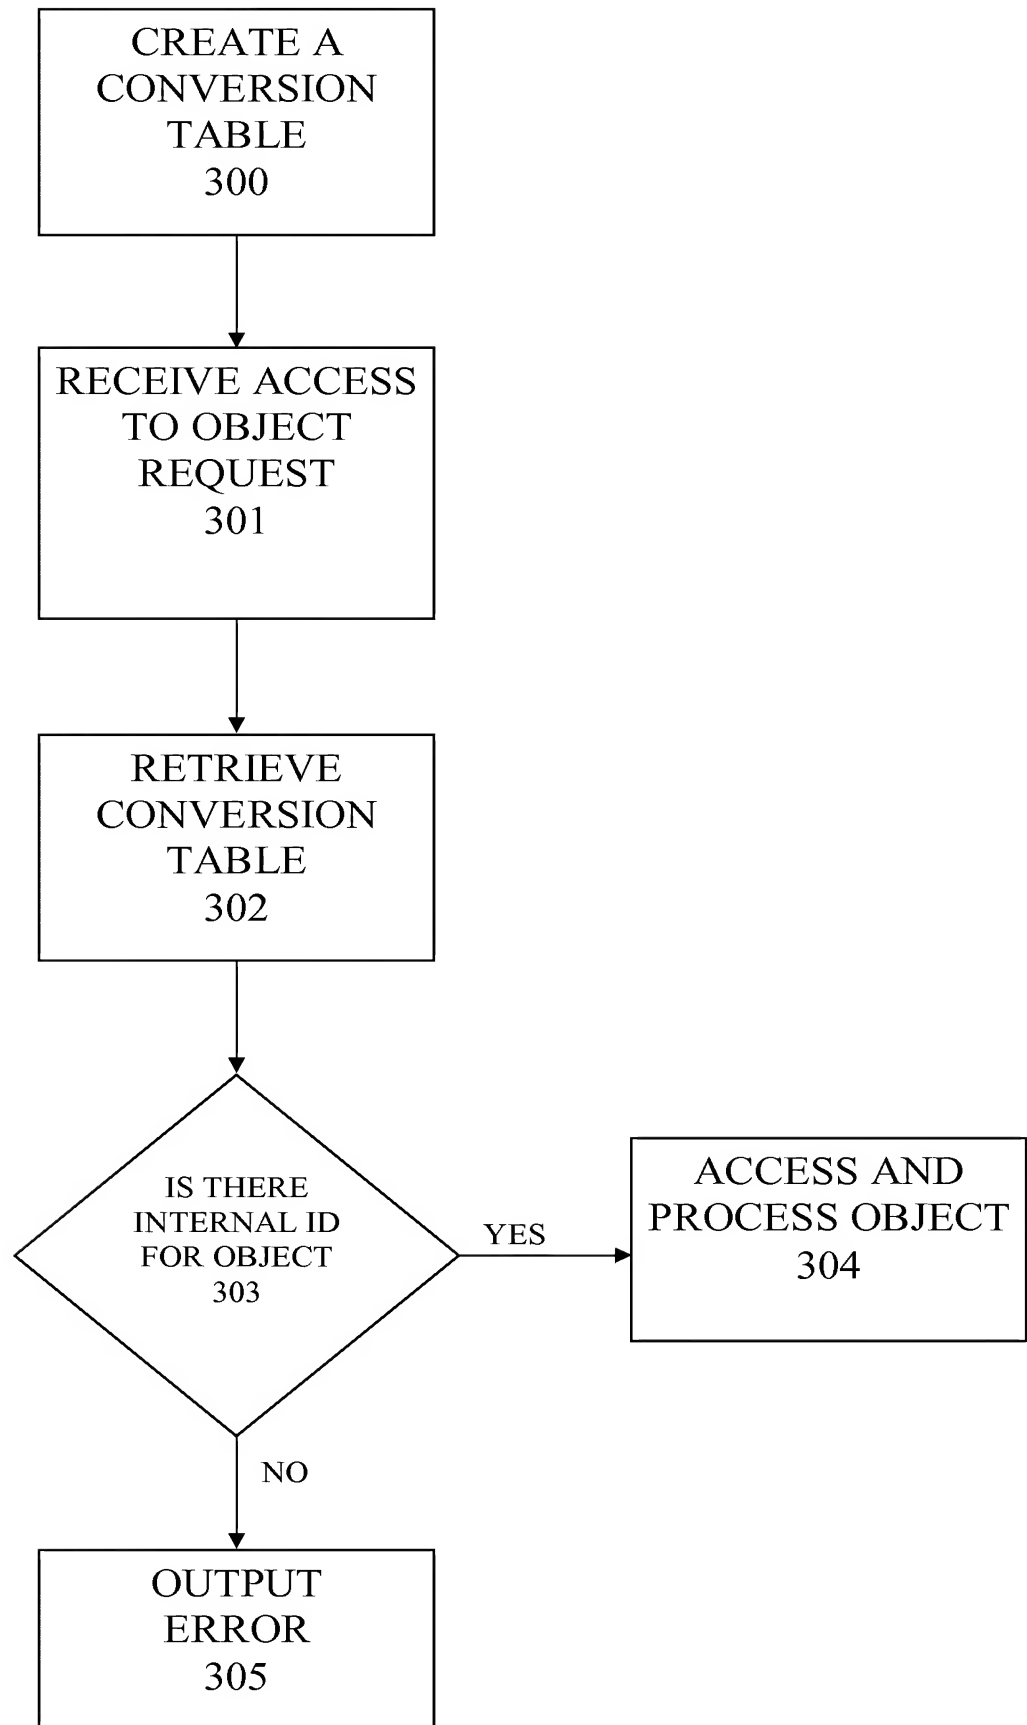 CREATE A
CONVERSION
TABLE
300
RECEIVE ACCESS
TO OBJECT
REQUEST
301
RETRIEVE
CONVERSION
TABLE
302
IS THERE
INTERNAL ID
FOR OBJECT
303
YES
ACCESS AND
PROCESS OBJECT
304
NO
OUTPUT
ERROR
305